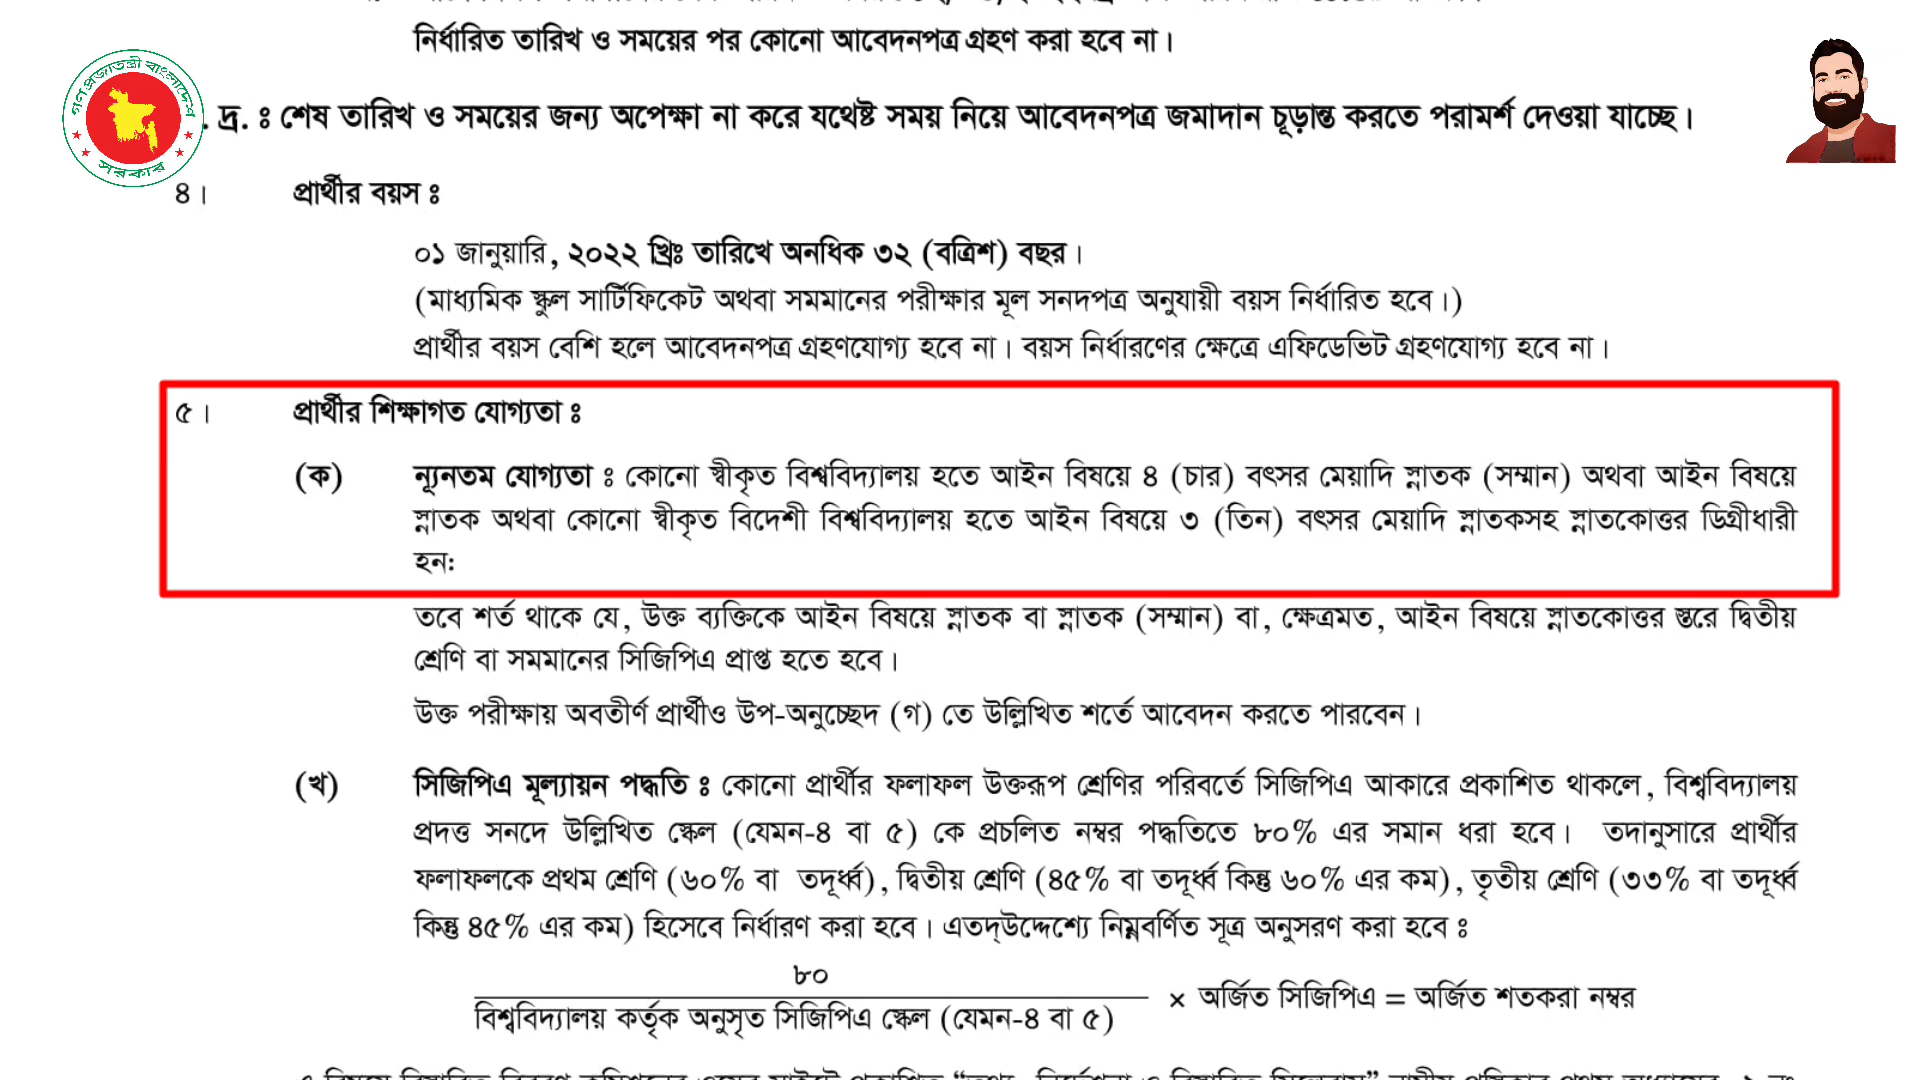 নির্ধারিত তারিখ ও সময়ের পর কোনো আবেদনপত্র গ্রহণ করা হবে না।
গণপ্রজাতন্ত্রী বাংলাদেশ
সরকার
. দ্র. ঃ শেষ তারিখ ও সময়ের জন্য অপেক্ষা না করে যথেষ্ট সময় নিয়ে আবেদনপত্র জমাদান চূড়ান্ত করতে পরামর্শ দেওয়া যাচ্ছে।
৪। প্রার্থীর বয়স ঃ
০১ জানুয়ারি, ২০২২ খ্রিঃ তারিখে অনধিক ৩২ (বত্রিশ) বছর।
(মাধ্যমিক স্কুল সার্টিফিকেট অথবা সমমানের পরীক্ষার মূল সনদপত্র অনুযায়ী বয়স নির্ধারিত হবে।)
প্রার্থীর বয়স বেশি হলে আবেদনপত্র গ্রহণযোগ্য হবে না। বয়স নির্ধারণের ক্ষেত্রে এফিডেভিট গ্রহণযোগ্য হবে না।
৫। প্রার্থীর শিক্ষাগত যোগ্যতা ঃ
(ক) ন্যূনতম যোগ্যতা ঃ কোনো স্বীকৃত বিশ্ববিদ্যালয় হতে আইন বিষয়ে ৪ (চার) বৎসর মেয়াদি স্নাতক (সম্মান) অথবা আইন বিষয়ে
স্নাতক অথবা কোনো স্বীকৃত বিদেশী বিশ্ববিদ্যালয় হতে আইন বিষয়ে ৩ (তিন) বৎসর মেয়াদি স্নাতকসহ স্নাতকোত্তর ডিগ্রীধারী
হন:
তবে শর্ত থাকে যে, উক্ত ব্যক্তিকে আইন বিষয়ে স্নাতক বা স্নাতক (সম্মান) বা, ক্ষেত্রমত, আইন বিষয়ে স্নাতকোত্তর স্তরে দ্বিতীয়
শ্রেণি বা সমমানের সিজিপিএ প্রাপ্ত হতে হবে।
উক্ত পরীক্ষায় অবতীর্ণ প্রার্থীও উপ-অনুচ্ছেদ (গ) তে উল্লিখিত শর্তে আবেদন করতে পারবেন।
(খ) সিজিপিএ মূল্যায়ন পদ্ধতি ঃ কোনো প্রার্থীর ফলাফল উক্তরূপ শ্রেণির পরিবর্তে সিজিপিএ আকারে প্রকাশিত থাকলে, বিশ্ববিদ্যালয়
প্রদত্ত সনদে উল্লিখিত স্কেল (যেমন-৪ বা ৫) কে প্রচলিত নম্বর পদ্ধতিতে ৮০% এর সমান ধরা হবে। তদানুসারে প্রার্থীর
ফলাফলকে প্রথম শ্রেণি (৬০% বা তদূর্ধ্ব), দ্বিতীয় শ্রেণি (৪৫% বা তদূর্ধ্ব কিন্তু ৬০% এর কম), তৃতীয় শ্রেণি (৩৩% বা তদূর্ধ্ব
কিন্তু ৪৫% এর কম) হিসেবে নির্ধারণ করা হবে। এতদ্‌উদ্দেশ্যে নিম্নবর্ণিত সূত্র অনুসরণ করা হবে ঃ
৮০
বিশ্ববিদ্যালয় কর্তৃক অনুসৃত সিজিপিএ স্কেল (যেমন-৪ বা ৫) × অর্জিত সিজিপিএ = অর্জিত শতকরা নম্বর